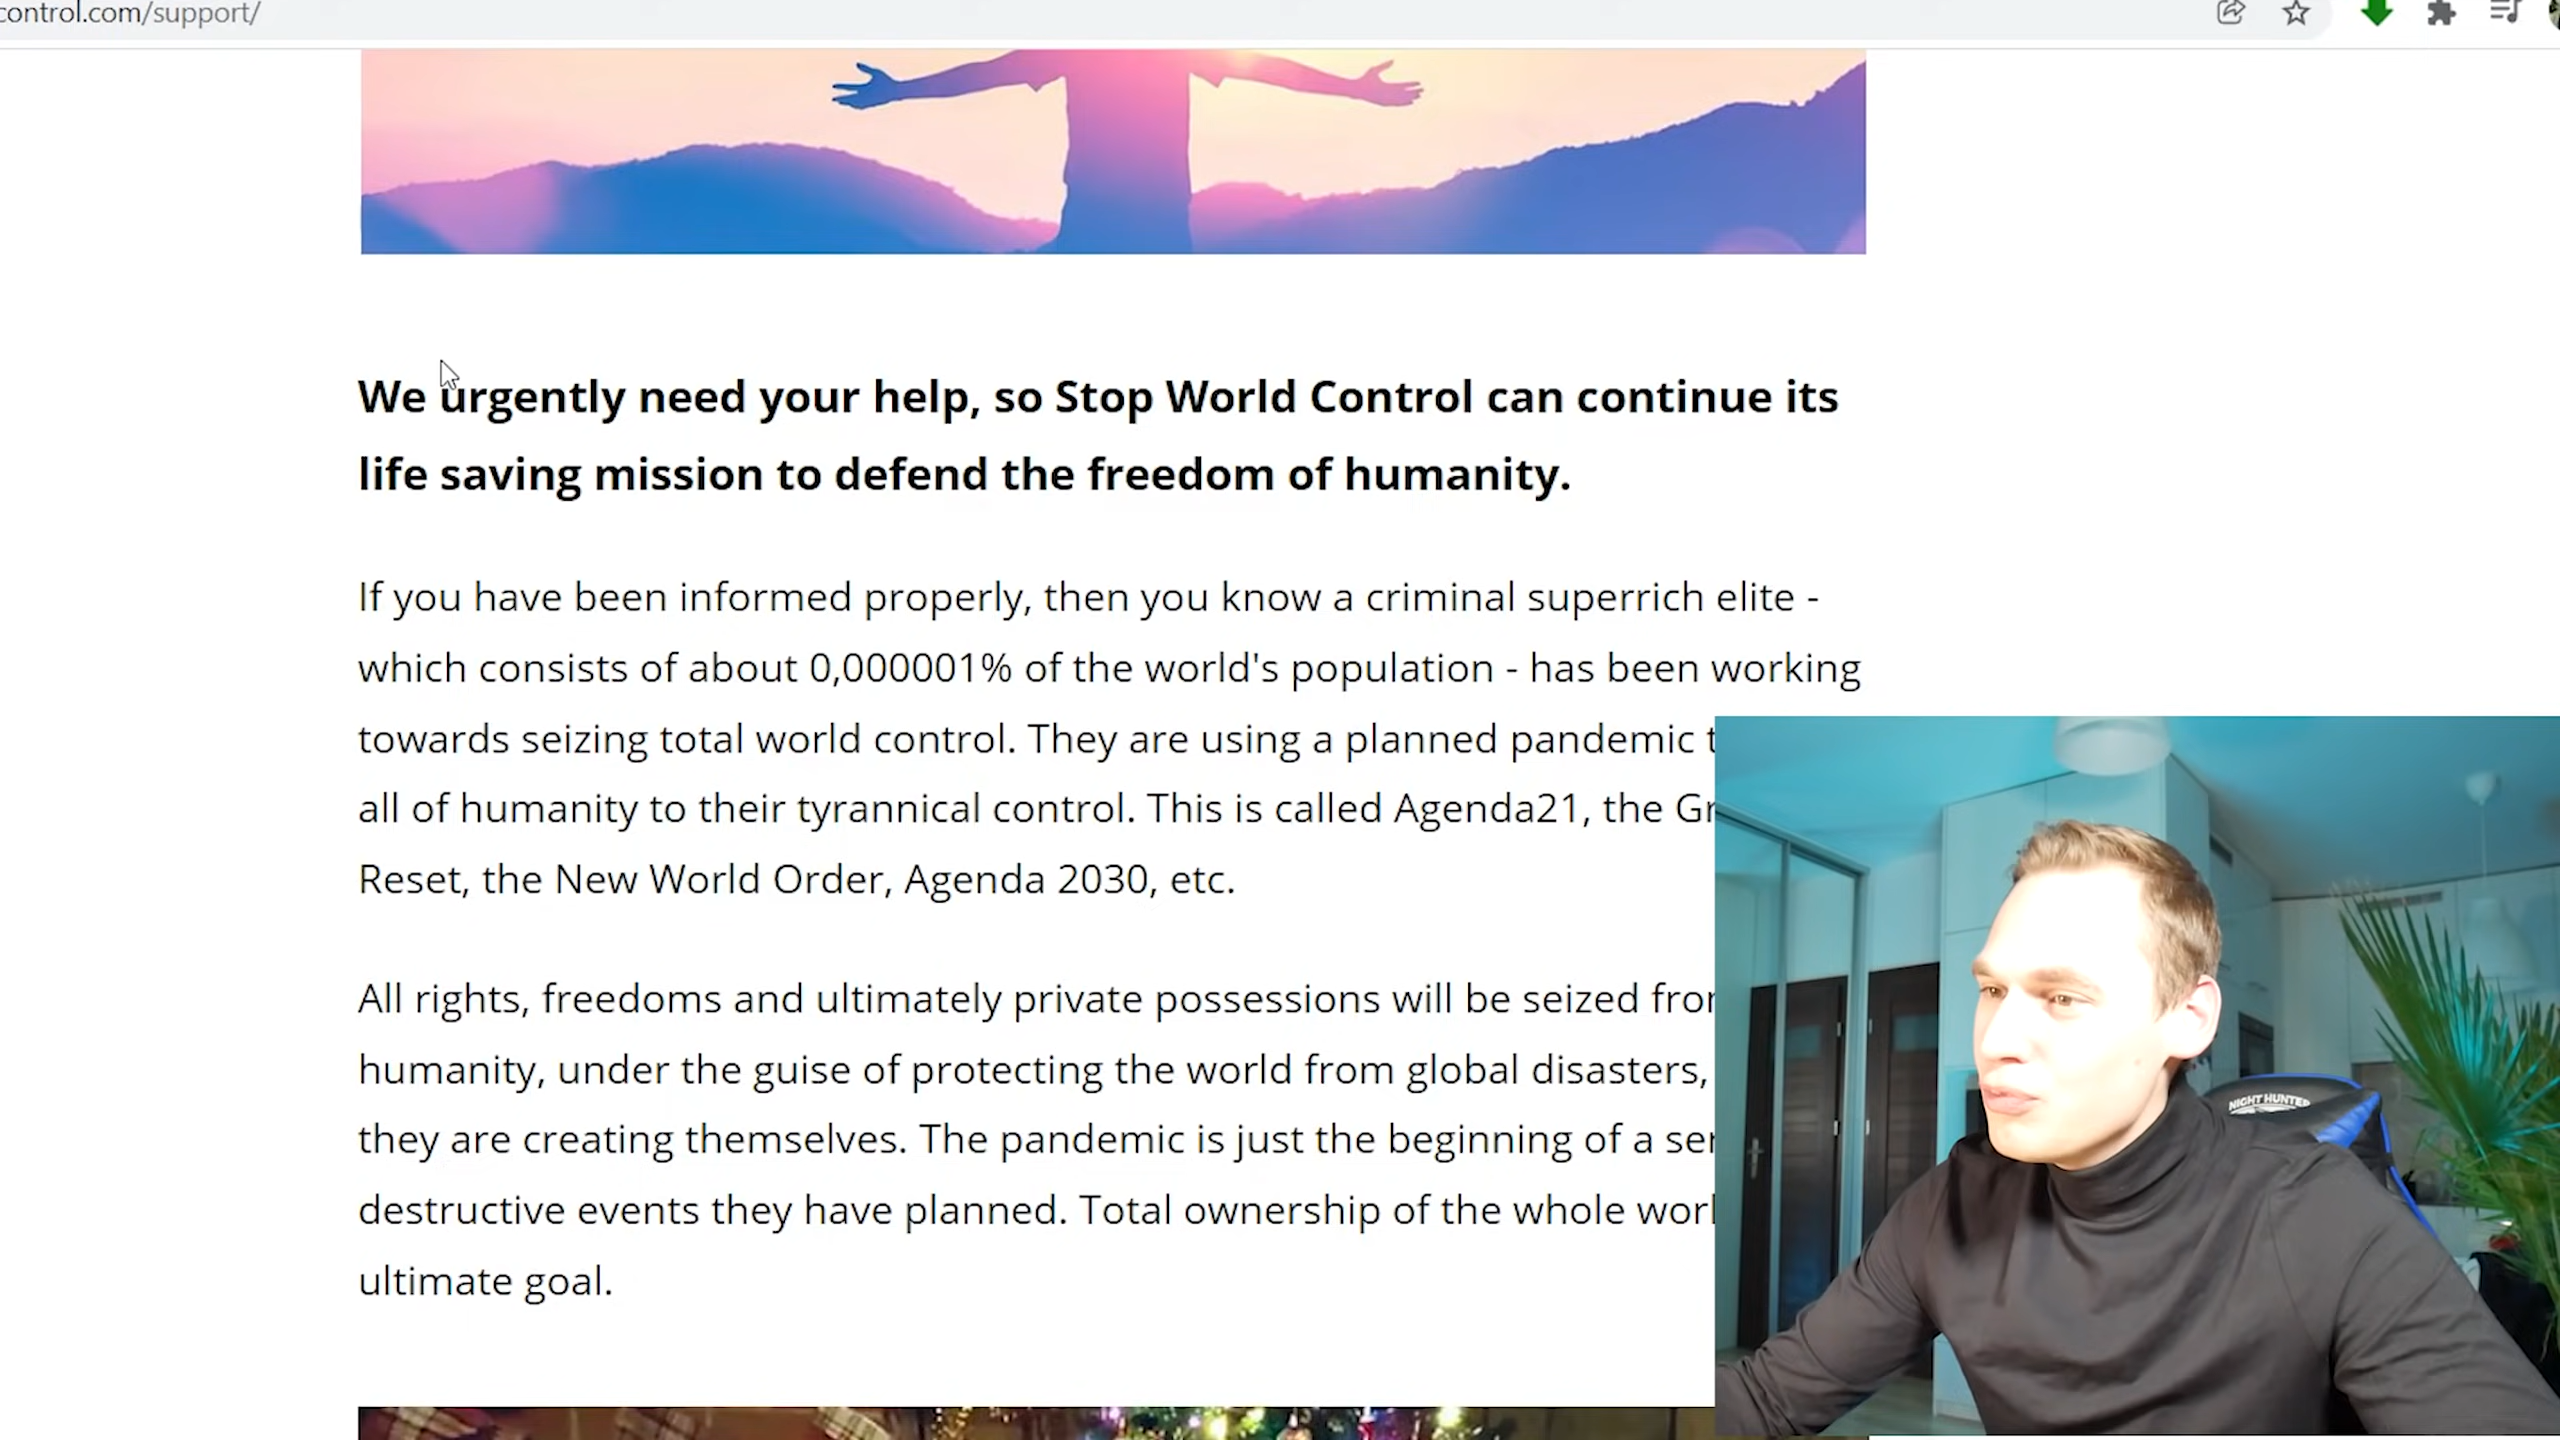 control.com/support/
We urgently need your help, so Stop World Control can continue its
life saving mission to defend the freedom of humanity.
If you have been informed properly, then you know a criminal superrich elite -
which consists of about 0,000001% of the world's population - has been working
towards seizing total world control. They are using a planned pandemic
all of humanity to their tyrannical control. This is called Agenda21, the
Reset, the New World Order, Agenda 2030, etc.
All rights, freedoms and ultimately private possessions will be seized
humanity, under the guise of protecting the world from global disasters,
they are creating themselves. The pandemic is just the beginning of a
destructive events they have planned. Total ownership of the whole
ultimate goal.
NIGHT HUNTER